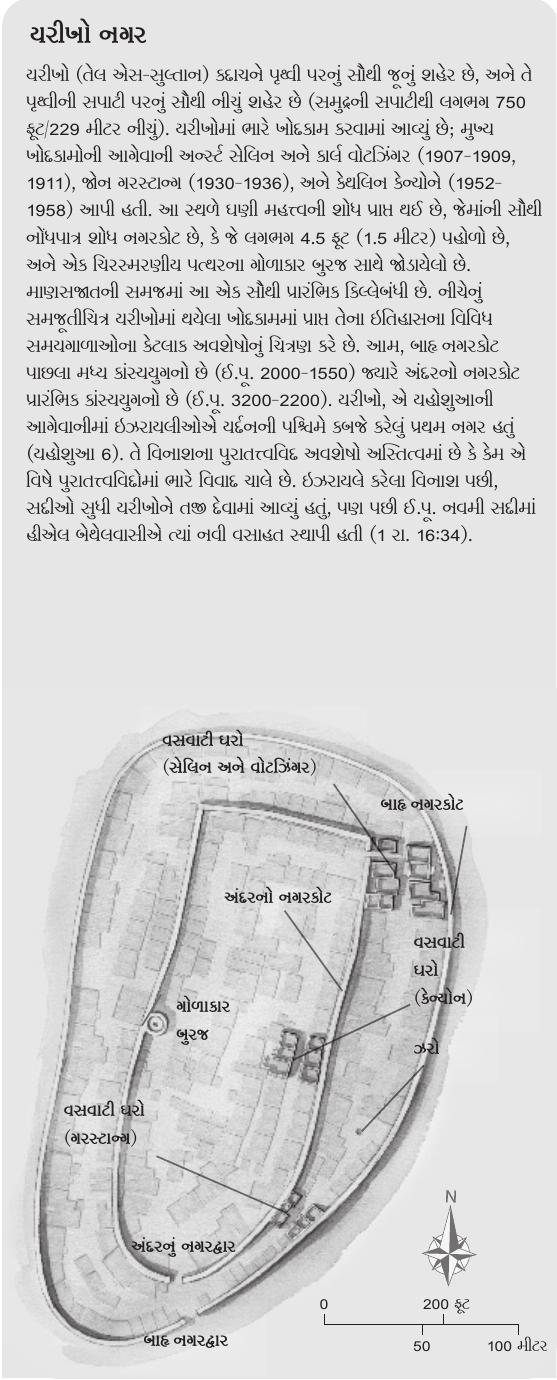 યરીખો નગર
યરીખો (તેલ એસ-સુલ્તાન) કદાચને પૃથ્વી પરનું સૌથી જૂનું શહેર છે, અને તે
પૃથ્વીની સપાટી પરનું સૌથી નીચું શહેર છે (સમુદ્રની સપાટીથી લગભગ 750
ફૂટ/229 મીટર નીચું). યરીખોમાં ભારે ખોદકામ કરવામાં આવ્યું છે; મુખ્ય
ખોદકામોની આગેવાની અર્ન્સ્ટ સેલિન અને કાર્લ વોટઝિંગર (1907-1909,
1911), જોન ગરસ્ટાન્ગ (1930-1936), અને કેથલિન કેન્યોને (1952-
1958) આપી હતી. આ સ્થળે ઘણી મહત્ત્વની શોધ પ્રાપ્ત થઈ છે, જેમાંની સૌથી
નોંધપાત્ર શોધ નગરકોટ છે, કે જે લગભગ 4.5 ફૂટ (1.5 મીટર) પહોળો છે,
અને એક ચિરસ્મરણીય પત્થરના ગોળાકાર બુરજ સાથે જોડાયેલો છે.
માણસજાતની સમજમાં આ એક સૌથી પ્રારંભિક કિલ્લેબંધી છે. નીચેનું
સમજૂતીચિત્ર યરીખોમાં થયેલા ખોદકામમાં પ્રાપ્ત તેના ઇતિહાસના વિવિધ
સમયગાળાઓના કેટલાક અવશેષોનું ચિત્રણ કરે છે. આમ, બાહ્ય નગરકોટ
પાછલા મધ્ય કાંસ્યયુગનો છે (ઈ.પૂ. 2000-1550) જ્યારે અંદરનો નગરકોટ
પ્રારંભિક કાંસ્યયુગનો છે (ઈ.પૂ. 3200-2200). યરીખો, એ યહોશુઆની
આગેવાનીમાં ઇઝરાયલીઓએ યર્દનની પશ્ચિમે કબજે કરેલું પ્રથમ નગર હતું
(યહોશુઆ 6). તે વિનાશના પુરાતત્ત્વવિદ અવશેષો અસ્તિત્વમાં છે કે કેમ એ
વિષે પુરાતત્ત્વવિદોમાં ભારે વિવાદ ચાલે છે. ઇઝરાયલે કરેલા વિનાશ પછી,
સદીઓ સુધી યરીખોને તજી દેવામાં આવ્યું હતું, પણ પછી ઈ.પૂ. નવમી સદીમાં
હીએલ બેથેલવાસીએ ત્યાં નવી વસાહત સ્થાપી હતી (1 રા. 16:34).
વસવાટી ઘરો
(સેલિન અને વોટઝિંગર)
બાહ્ય નગરકોટ
અંદરનો નગરકોટ
વસવાટી
ઘરો
(કેન્યોન)
ગોળાકાર
બુરજ
ઝરો
વસવાટી ઘરો
(ગરસ્ટાન્ગ)
અંદરનું નગરદ્વાર
બાહ્ય નગરદ્વાર
N
0 200 ફૂટ
50 100 મીટર